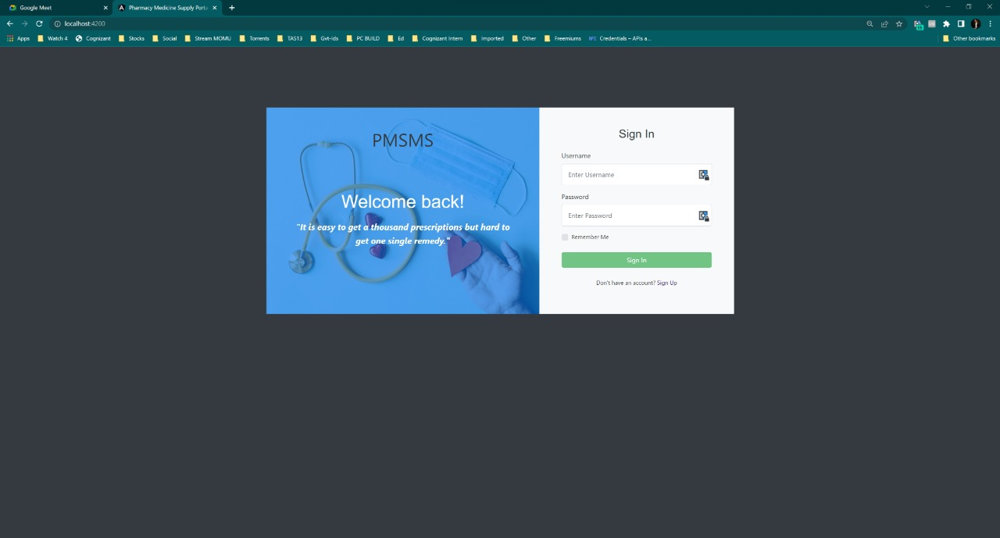 Google Meet
Pharmacy Medicine Supply Porta
localhost:4200
Apps Watch 4 Cognizant Stocks Social Stream MOMU Torrents TAS13 Gvt-Ids PC BUILD Ed Cognizant Intern Imported Other Freemiums API Credentials – APIs a... Other bookmarks
PMSMS
Welcome back!
"It is easy to get a thousand prescriptions but hard to
get one single remedy."
Sign In
Username
Enter Username
Password
Enter Password
Remember Me
Sign In
Don't have an account? Sign Up